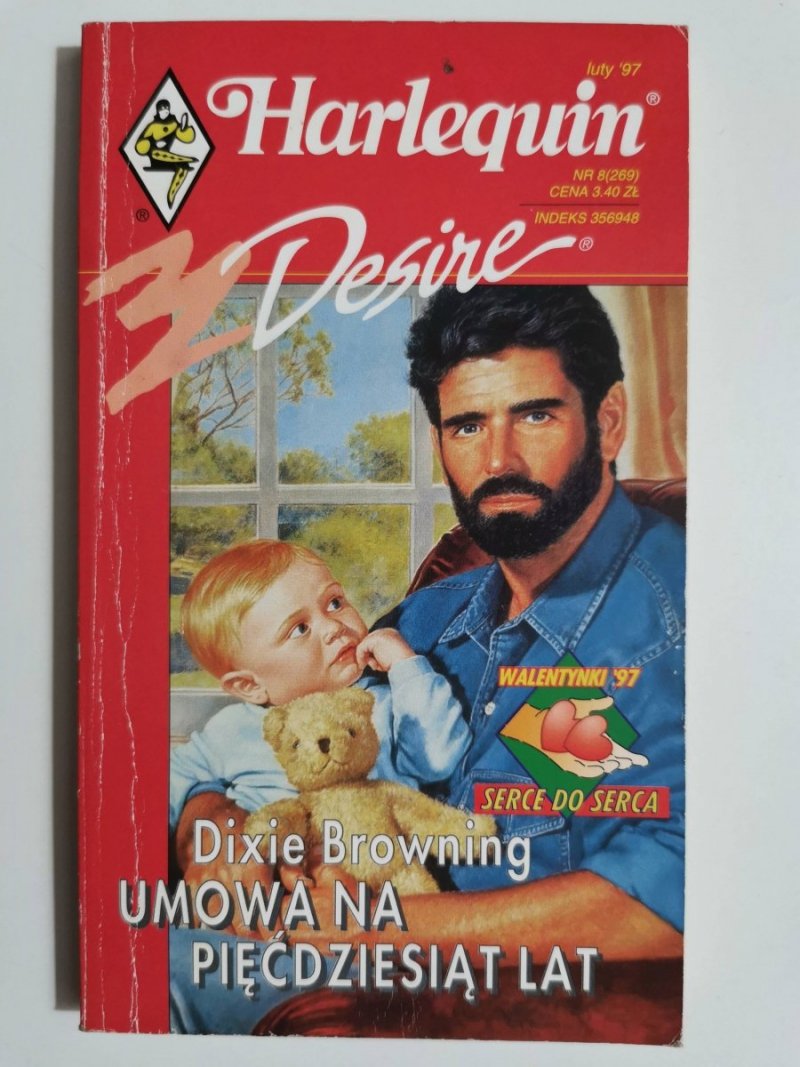 luty '97
Harlequin®
NR 8(269)
CENA 3.40 ZŁ
INDEKS 356948
®
Desire®
WALENTYNKI '97
SERCE DO SERCA
Dixie Browning
UMOWA NA
PIĘĆDZIESIĄT LAT